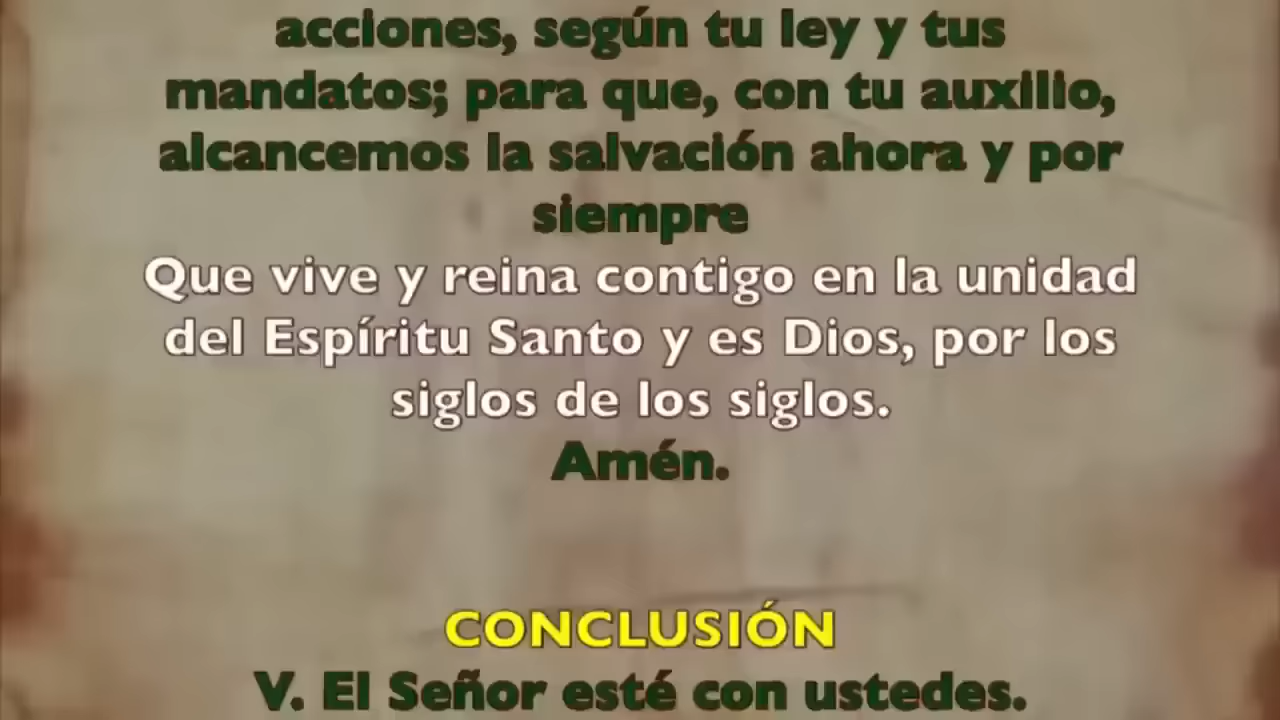 acciones, según tu ley y tus
mandatos; para que, con tu auxilio,
alcancemos la salvación ahora y por
siempre
Que vive y reina contigo en la unidad
del Espíritu Santo y es Dios, por los
siglos de los siglos.
Amén.
CONCLUSIÓN
V. El Señor esté con ustedes.